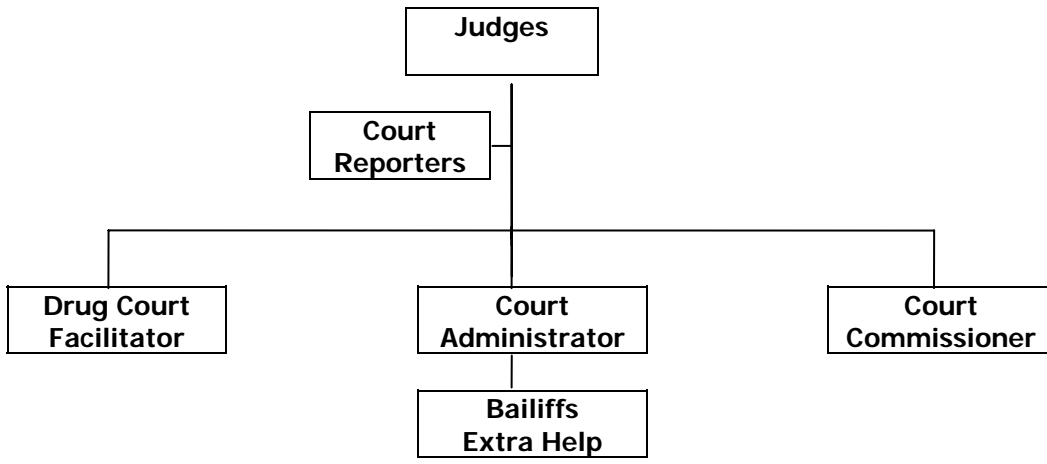 Judges
Court
Reporters
Drug Court
Facilitator
Court
Administrator
Court
Commissioner
Bailiffs
Extra Help